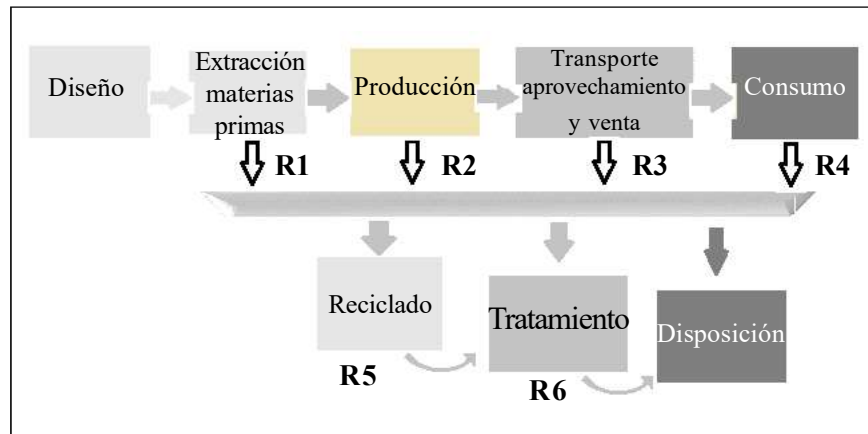 Diseño
Extracción
materias
primas
Producción
Transporte
aprovechamiento
y venta
Consumo
R1
R2
R3
R4
Reciclado
Tratamiento
Disposición
R5
R6